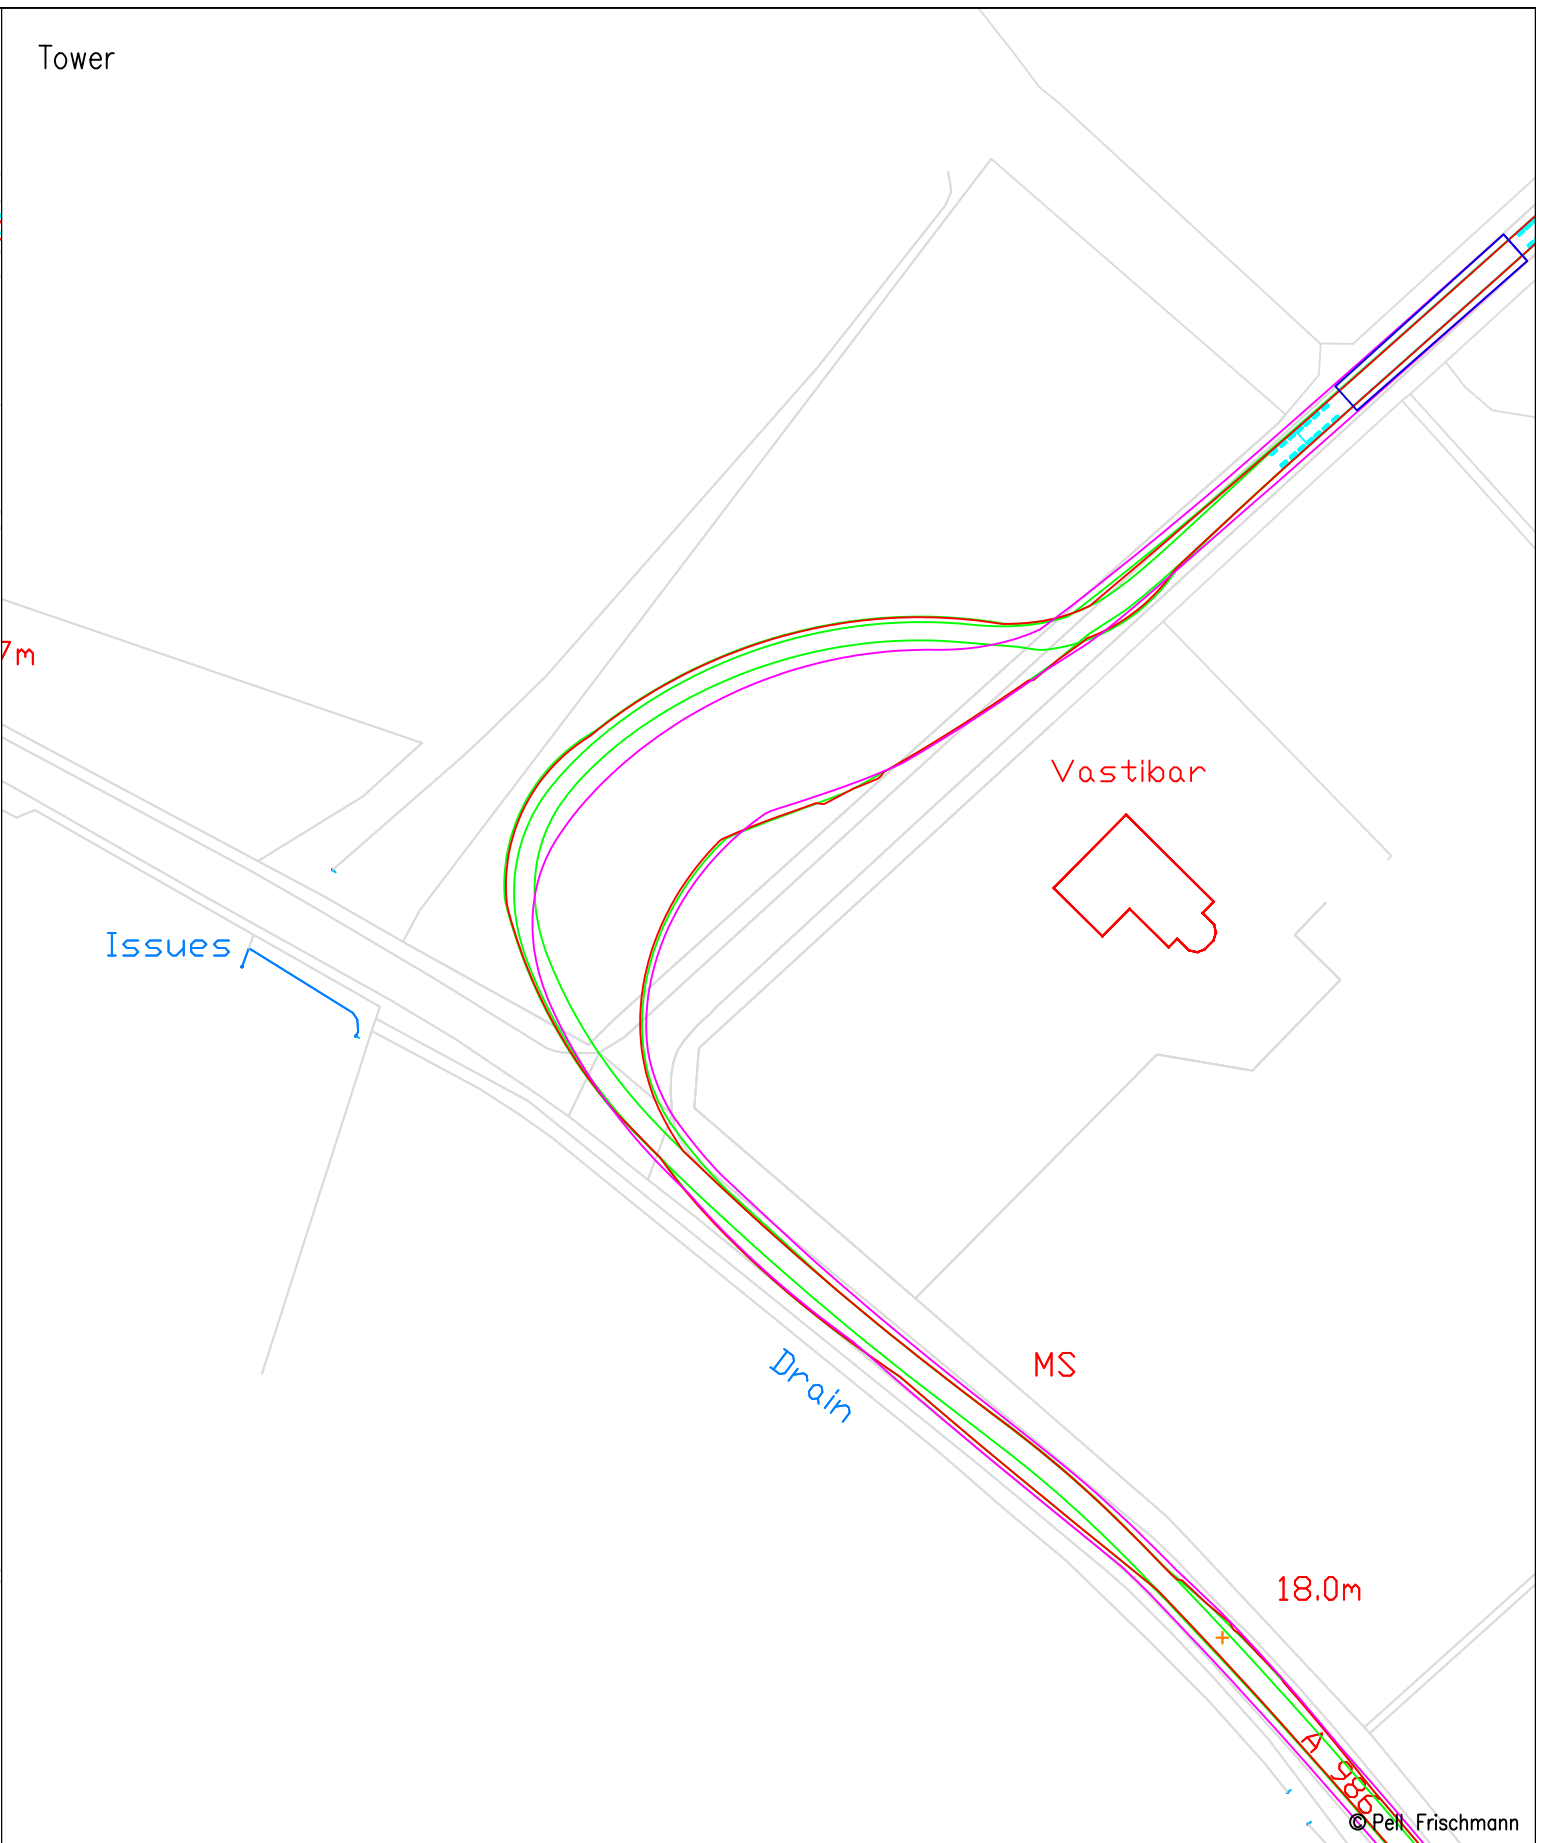 Tower
7m
Vastibar
Issues
MS
Drain
18.0m
A 986
© Pell Frischmann